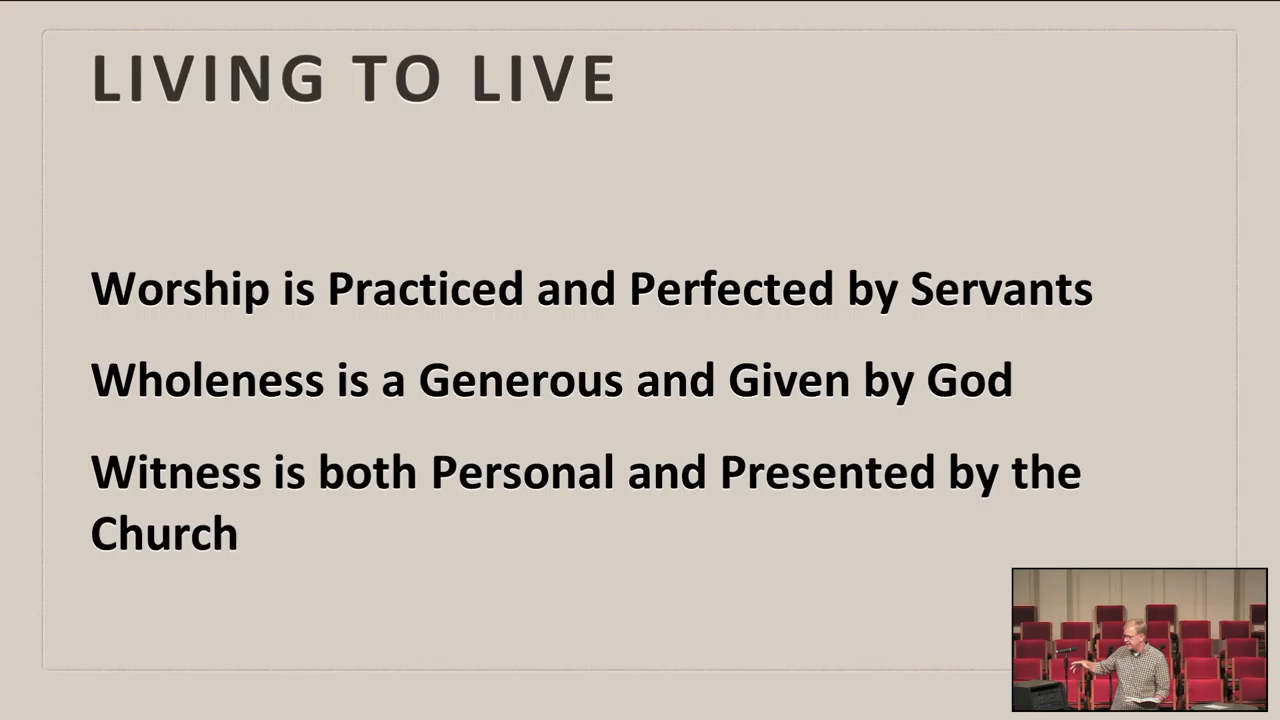 LIVING TO LIVE
Worship is Practiced and Perfected by Servants
Wholeness is a Generous and Given by God
Witness is both Personal and Presented by the
Church